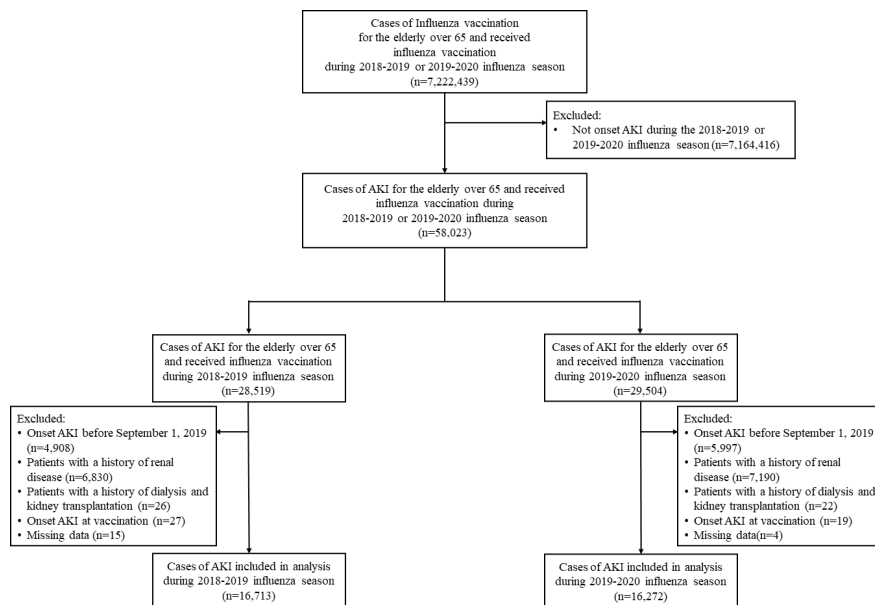 Cases of Influenza vaccination
for the elderly over 65 and received
influenza vaccination
during 2018-2019 or 2019-2020 influenza season
(n=7,222,439)
Excluded:
• Not onset AKI during the 2018-2019 or
2019-2020 influenza season (n=7,164,416)
Cases of AKI for the elderly over 65 and received
influenza vaccination during
2018-2019 or 2019-2020 influenza season
(n=58,023)
Cases of AKI for the elderly over 65
and received influenza vaccination
during 2018-2019 influenza season
(n=28,519)
Cases of AKI for the elderly over 65
and received influenza vaccination
during 2019-2020 influenza season
(n=29,504)
Excluded:
• Onset AKI before September 1, 2019
(n=4,908)
• Patients with a history of renal
disease (n=6,830)
• Patients with a history of dialysis and
kidney transplantation (n=26)
• Onset AKI at vaccination (n=27)
• Missing data (n=15)
Excluded:
• Onset AKI before September 1, 2019
(n=5,997)
• Patients with a history of renal
disease (n=7,190)
• Patients with a history of dialysis and
kidney transplantation (n=22)
• Onset AKI at vaccination (n=19)
• Missing data(n=4)
Cases of AKI included in analysis
during 2018-2019 influenza season
(n=16,713)
Cases of AKI included in analysis
during 2019-2020 influenza season
(n=16,272)